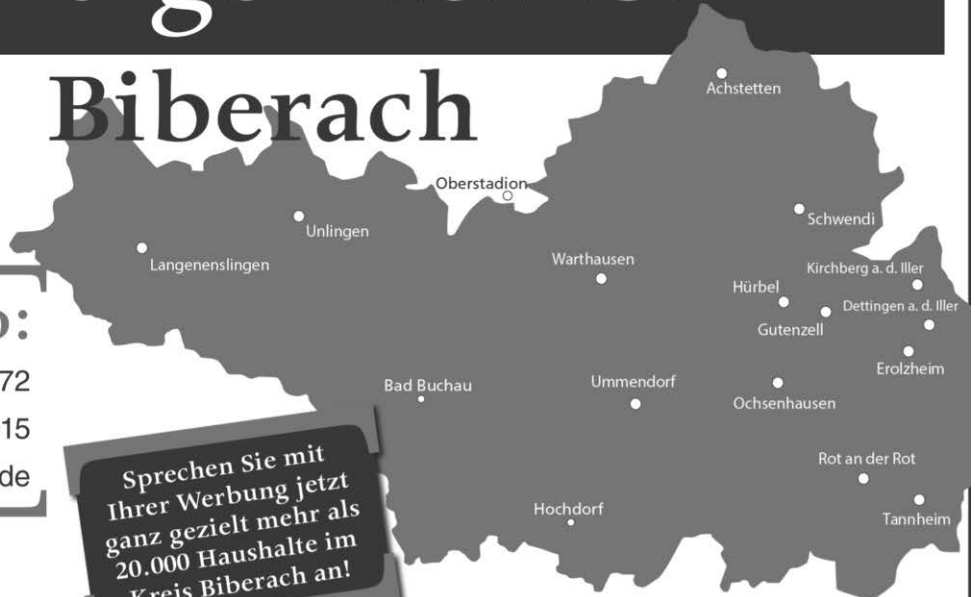 Biberach
Achstetten
Oberstadion
Schwendi
Unlingen
Langenenslingen
Warthausen
Kirchberg a. d. Iller
Hürbel
Dettingen a. d. Iller
Gutenzell
Erolzheim
Bad Buchau
Ummendorf
Ochsenhausen
Rot an der Rot
Hochdorf
Tannheim
72
15
de
Sprechen Sie mit
Ihrer Werbung jetzt
ganz gezielt mehr als
20.000 Haushalte im
Kreis Biberach an!